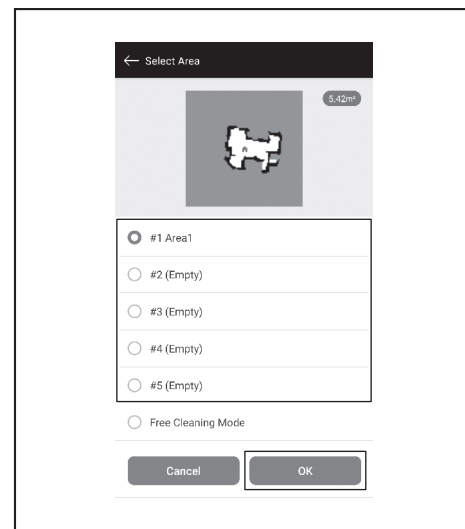 ← Select Area
5.42m²
#1 Area1
#2 (Empty)
#3 (Empty)
#4 (Empty)
#5 (Empty)
Free Cleaning Mode
Cancel OK